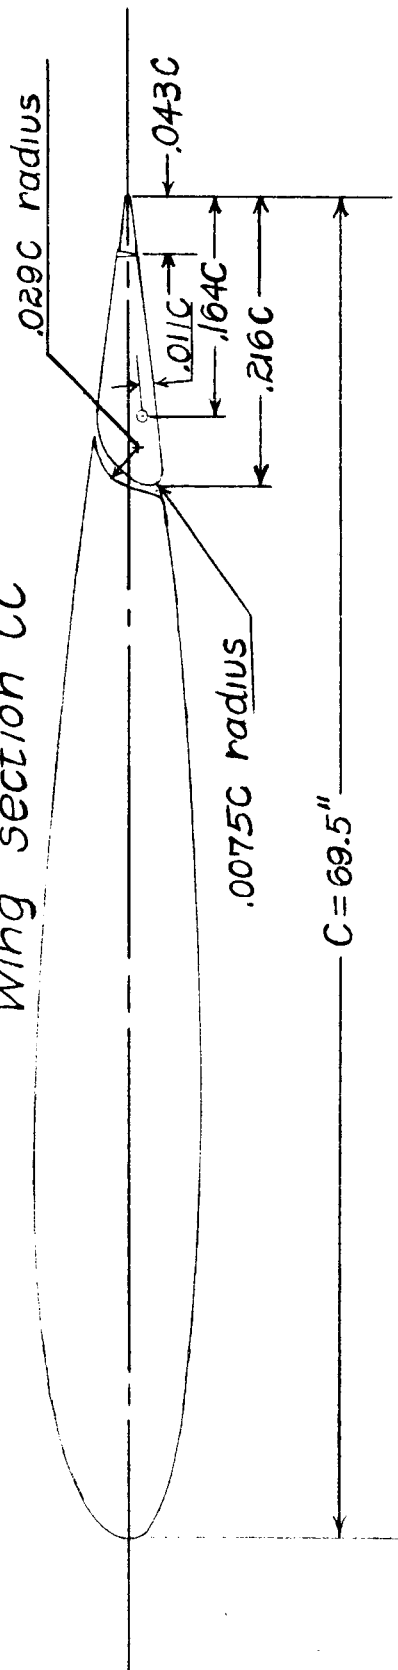 Wing section CC
.029C radius
.043C
.011C
.164C
.216C
.0075C radius
C=69.5"